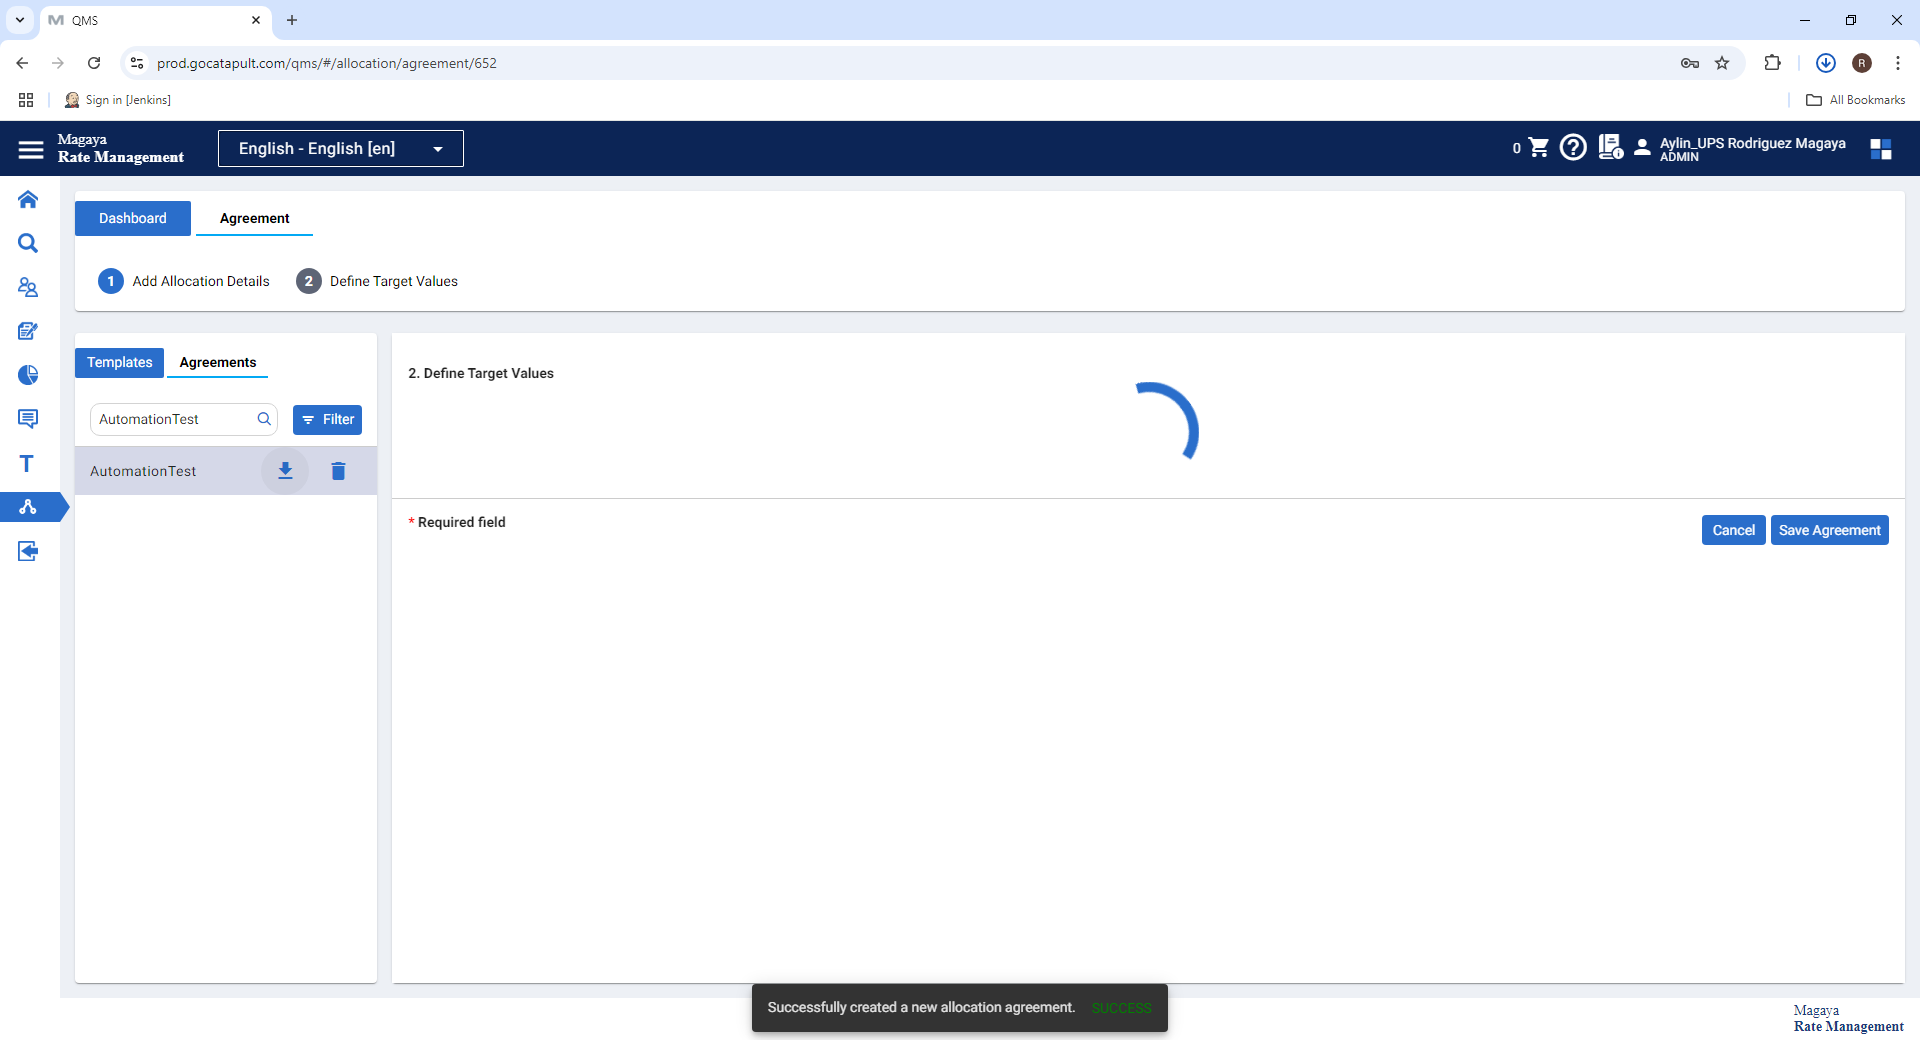 QMS
prod.gocatapult.com/qms/#/allocation/agreement/652
R
Sign in [Jenkins]
All Bookmarks
Magaya
Rate Management
English - English [en]
0
Aylin_UPS Rodriguez Magaya
ADMIN
Dashboard
Agreement
1 Add Allocation Details
2 Define Target Values
Templates
Agreements
AutomationTest
Filter
AutomationTest
2. Define Target Values
* Required field
Cancel
Save Agreement
T
Successfully created a new allocation agreement. SUCCESS
Magaya
Rate Management